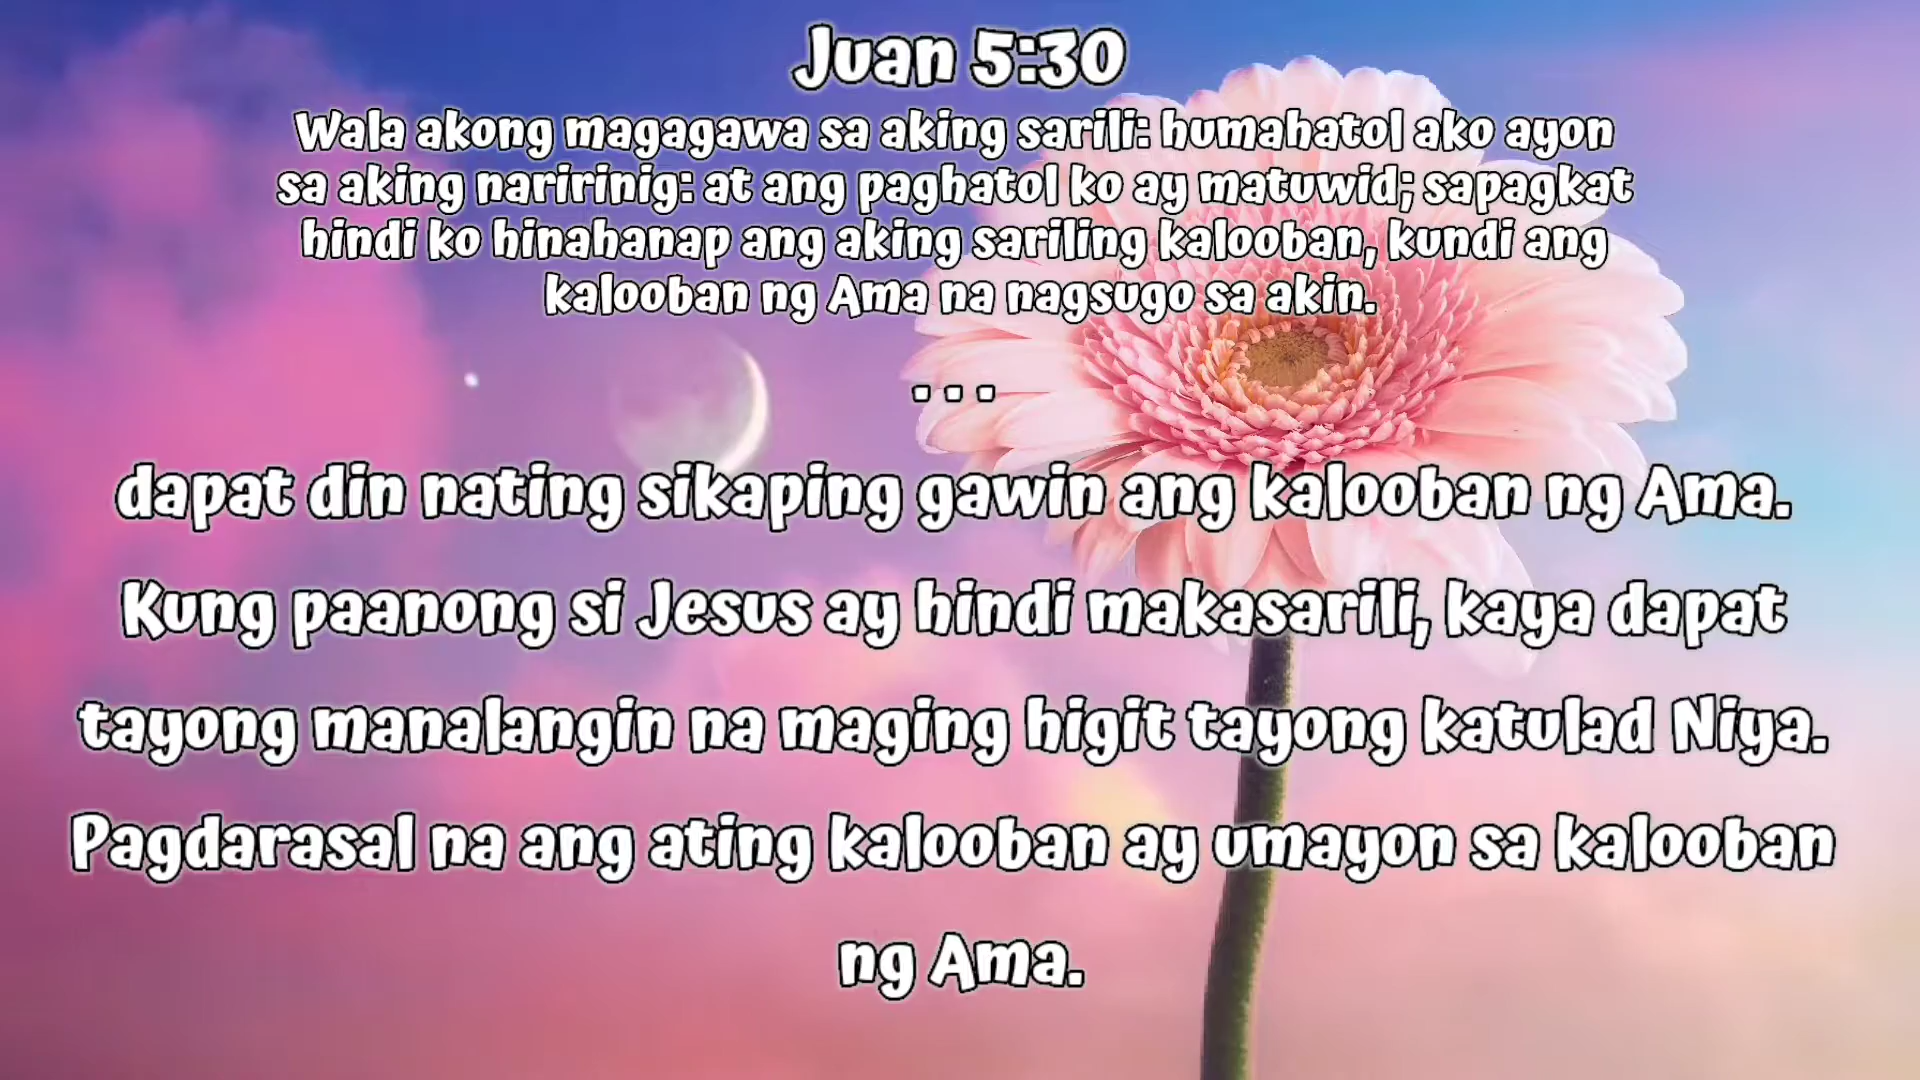 Juan 5:30
Wala akong magagawa sa aking sarili: humahatol ako ayon
sa aking naririnig: at ang paghatol ko ay matuwid; sapagkat
hindi ko hinahanap ang aking sariling kalooban, kundi ang
kalooban ng Ama na nagsugo sa akin.
. . .
dapat din nating sikaping gawin ang kalooban ng Ama.
Kung paanong si Jesus ay hindi makasarili, kaya dapat
tayong manalangin na maging higit tayong katulad Niya.
Pagdarasal na ang ating kalooban ay umayon sa kalooban
ng Ama.